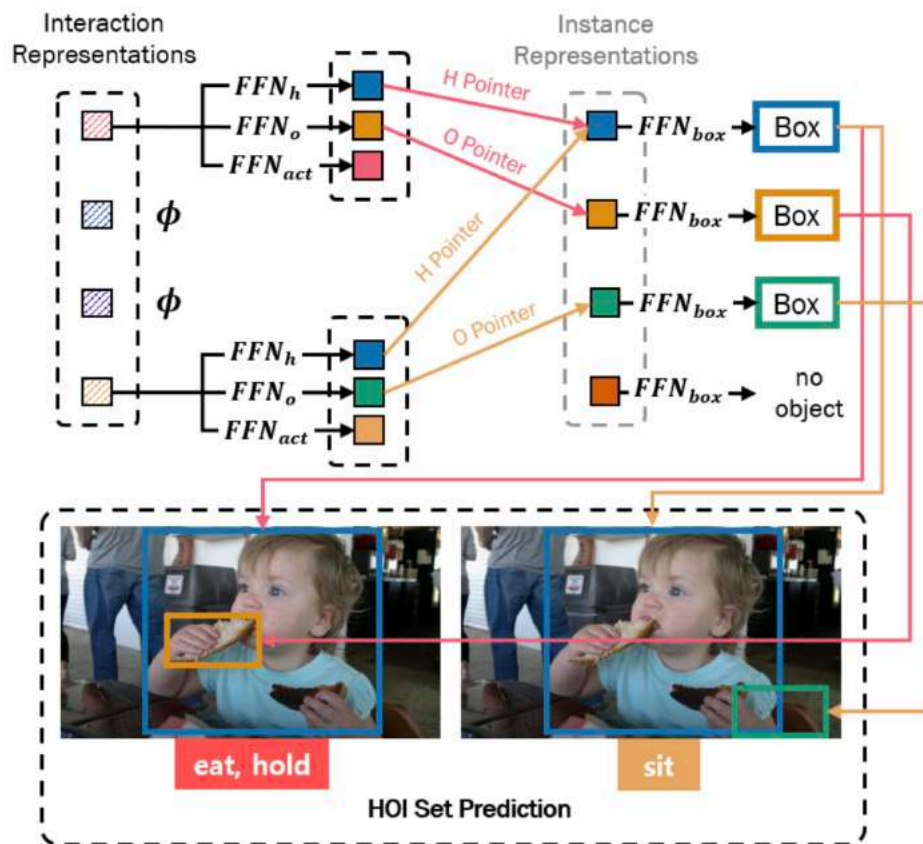 Interaction
Representations
Instance
Representations
FFN_h
FFN_o
FFN_act
H Pointer
O Pointer
FFN_box
Box
FFN_box
Box
ϕ
ϕ
H Pointer
O Pointer
FFN_box
Box
FFN_h
FFN_o
FFN_act
FFN_box
no
object
eat, hold
sit
HOI Set Prediction